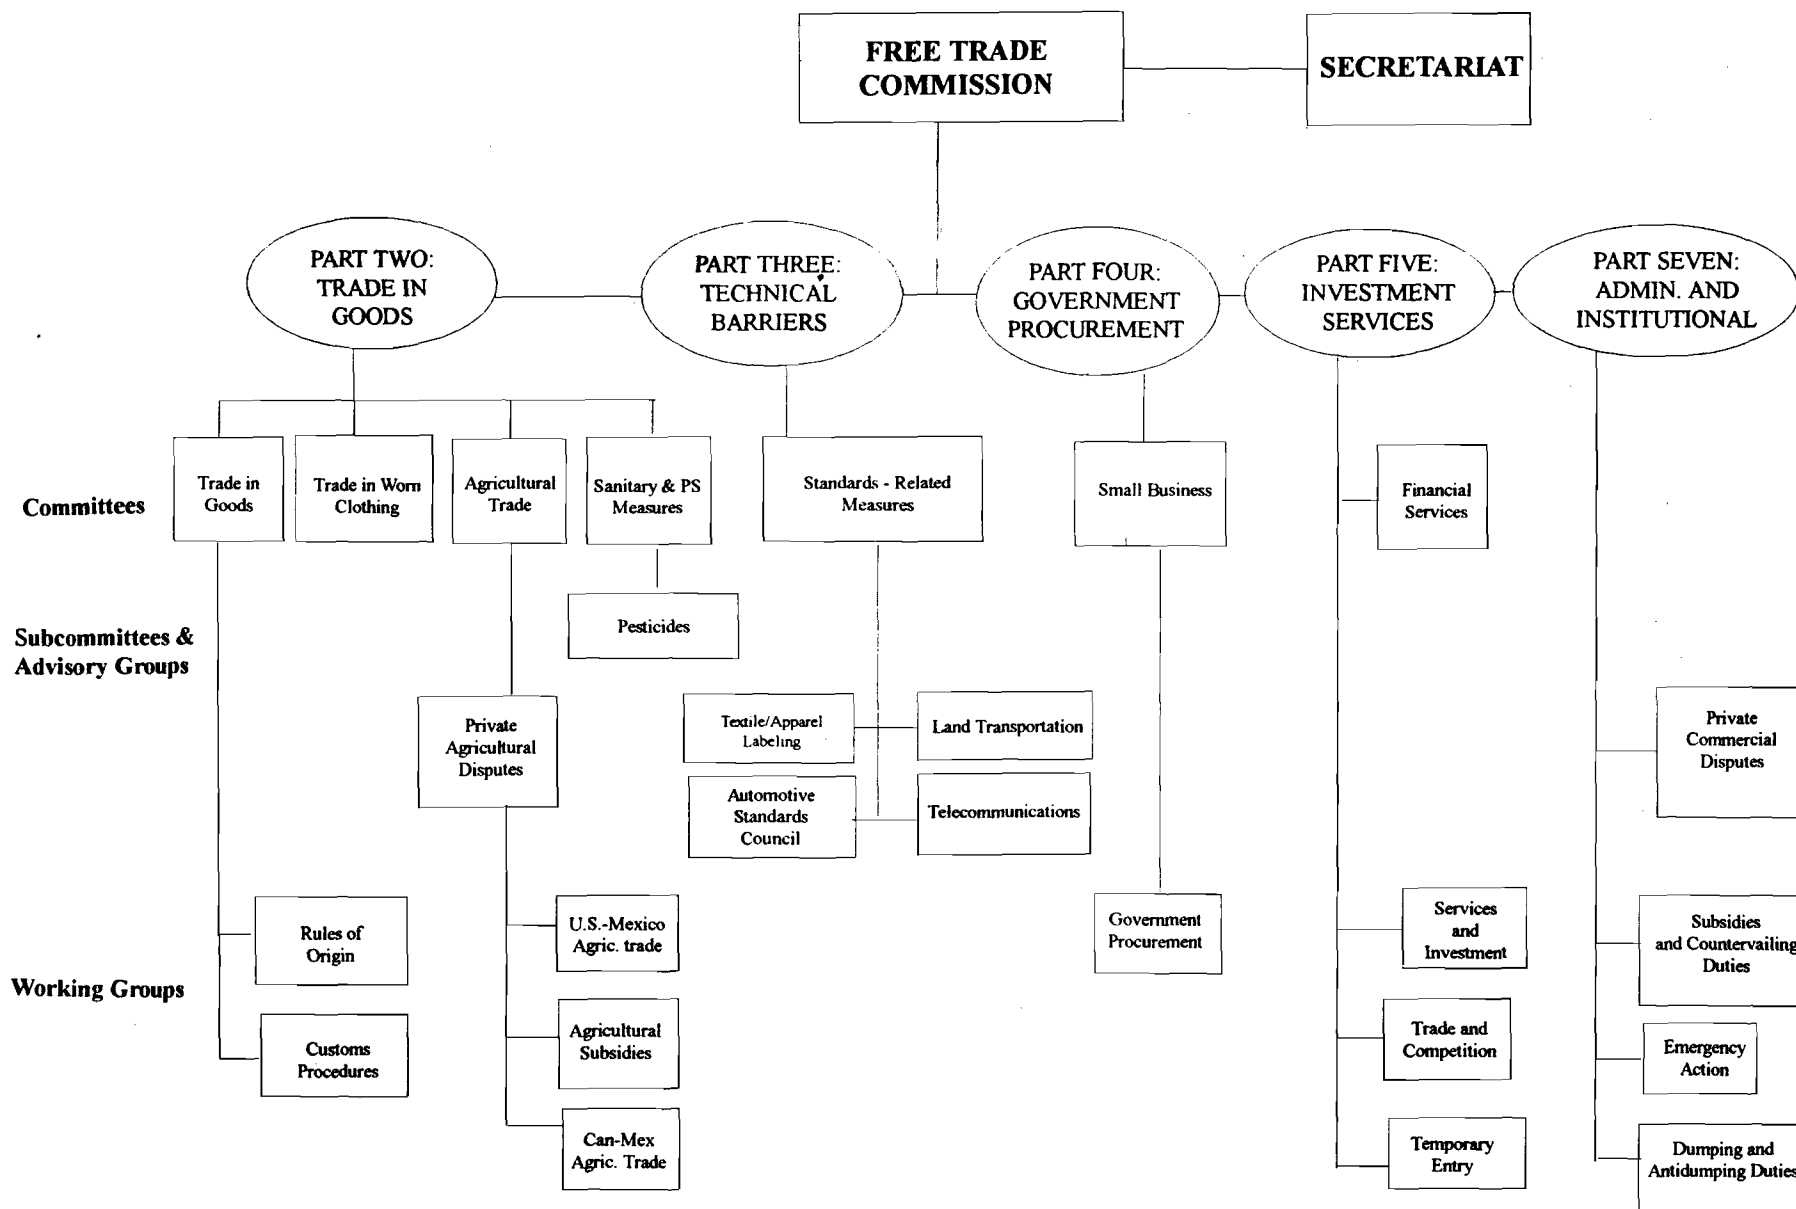 FREE TRADE
COMMISSION
SECRETARIAT
PART TWO:
TRADE IN
GOODS
PART THREE:
TECHNICAL
BARRIERS
PART FOUR:
GOVERNMENT
PROCUREMENT
PART FIVE:
INVESTMENT
SERVICES
PART SEVEN:
ADMIN. AND
INSTITUTIONAL
Committees
Trade in
Goods
Trade in Worn
Clothing
Agricultural
Trade
Sanitary & PS
Measures
Standards - Related
Measures
Small Business
Financial
Services
Subcommittees &
Advisory Groups
Pesticides
Private
Agricultural
Disputes
Textile/Apparel
Labeling
Land Transportation
Automotive
Standards
Council
Telecommunications
Private
Commercial
Disputes
Working Groups
Rules of
Origin
Customs
Procedures
U.S.-Mexico
Agric. trade
Agricultural
Subsidies
Can-Mex
Agric. Trade
Government
Procurement
Services
and
Investment
Trade and
Competition
Temporary
Entry
Subsidies
and Countervailing
Duties
Emergency
Action
Dumping and
Antidumping Duties